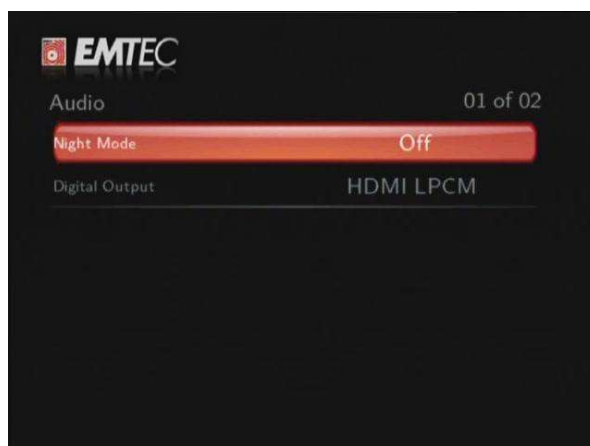 EMTEC
Audio 01 of 02
Night Mode Off
Digital Output HDMI LPCM